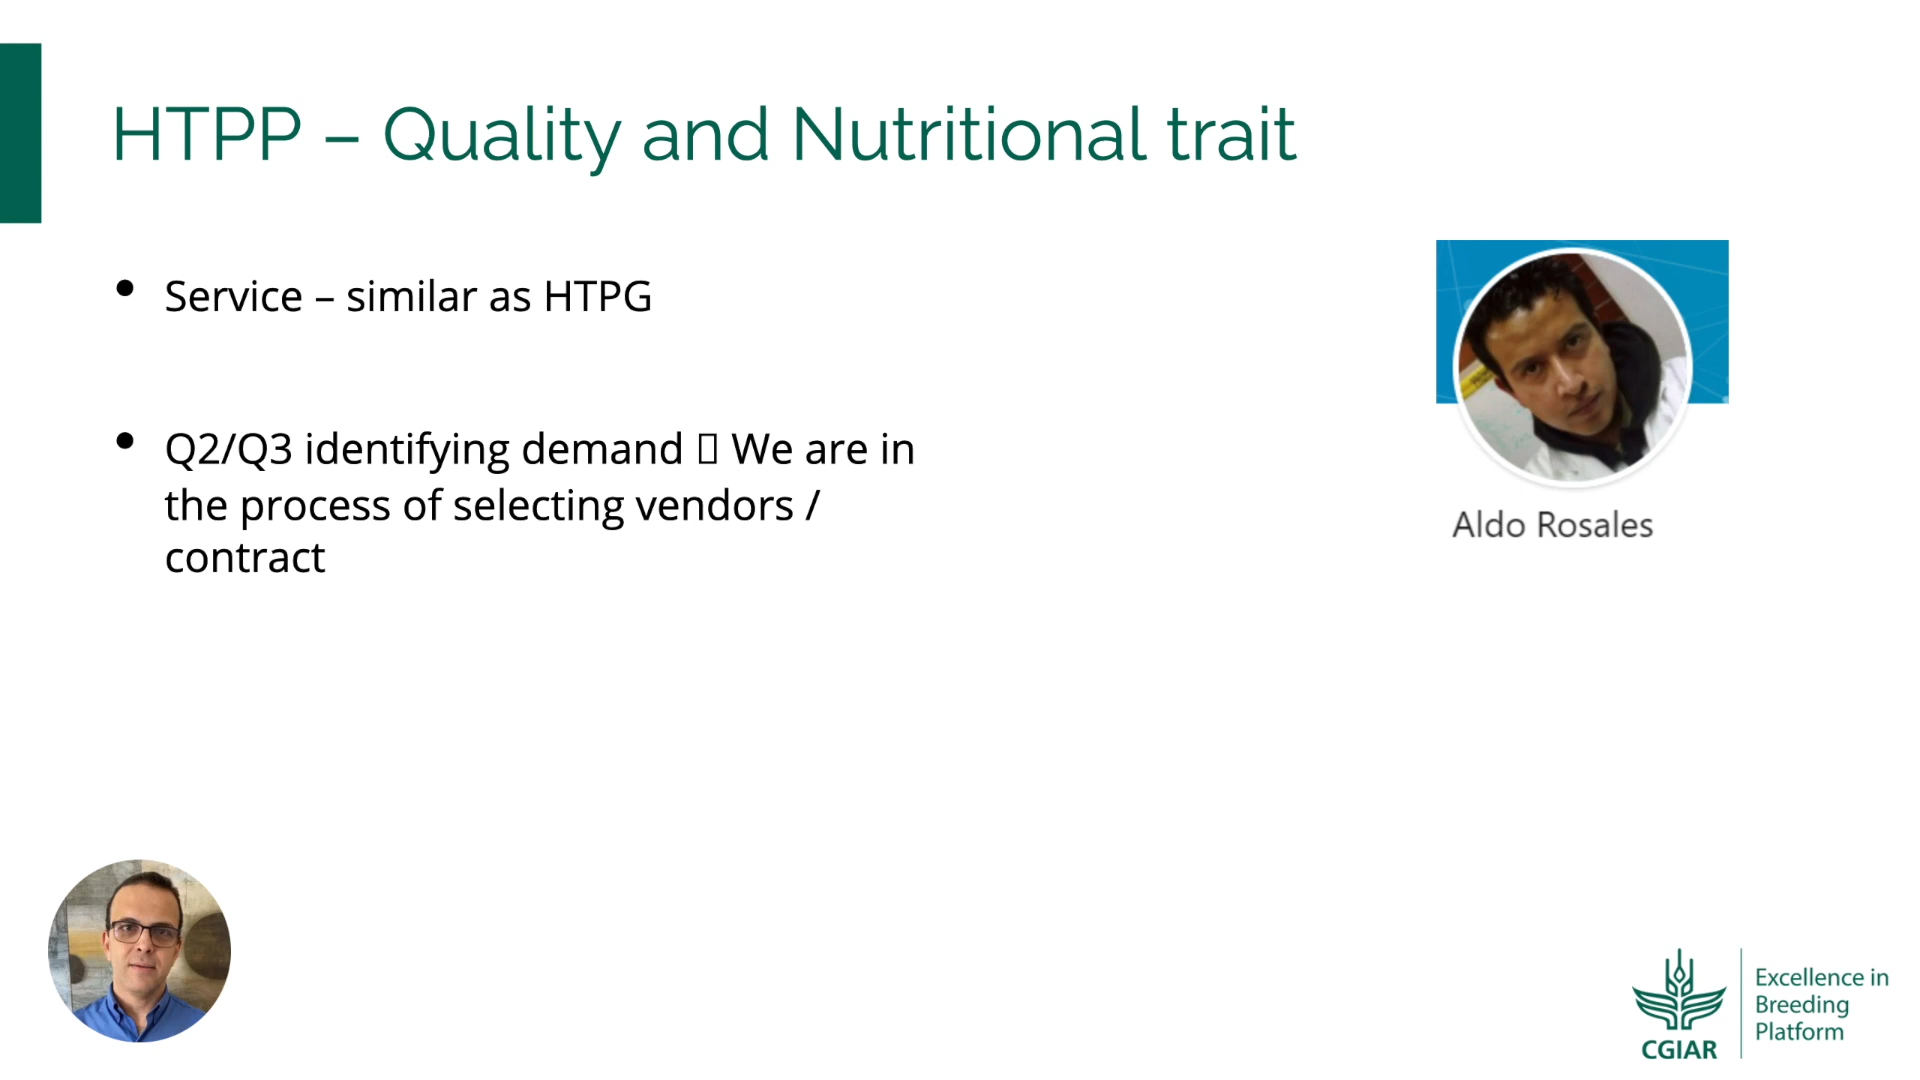 HTPP – Quality and Nutritional trait
• Service – similar as HTPG
• Q2/Q3 identifying demand  We are in
the process of selecting vendors /
contract
Aldo Rosales
CGIAR
Excellence in
Breeding
Platform